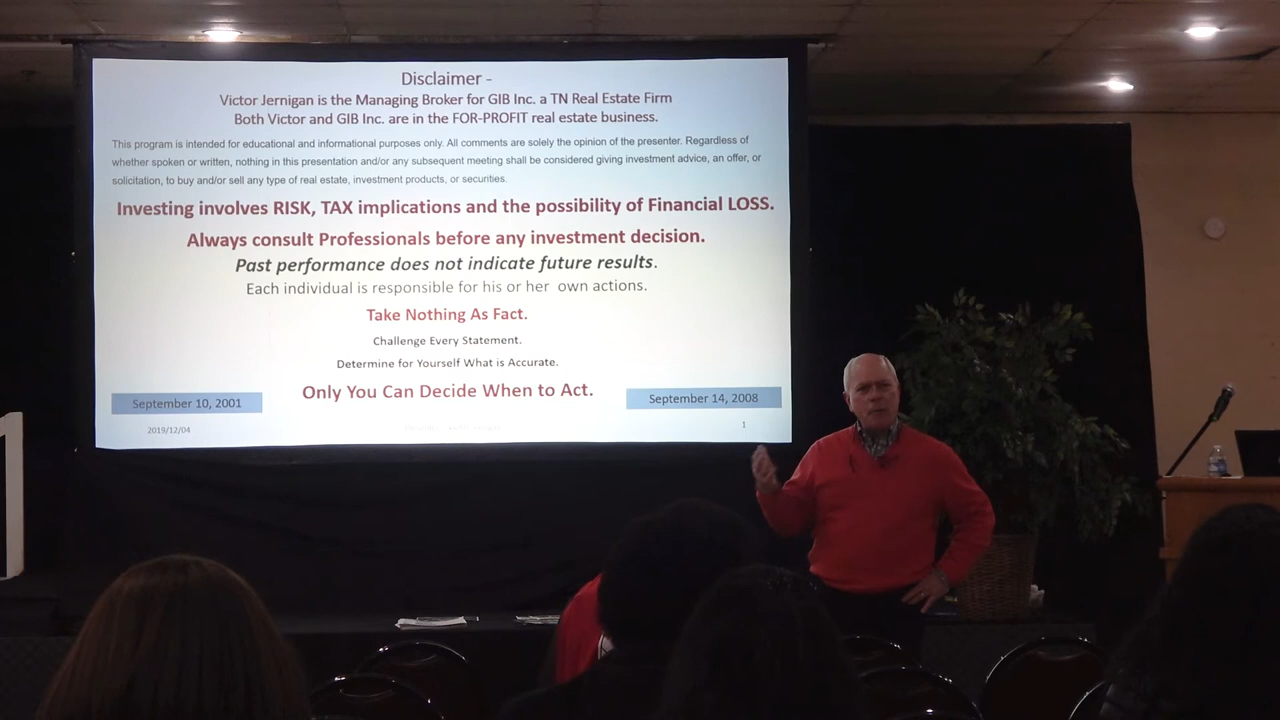 Disclaimer -
Victor Jernigan is the Managing Broker for GIB Inc. a TN Real Estate Firm
Both Victor and GIB Inc. are in the FOR-PROFIT real estate business.
This program is intended for educational and informational purposes only. All comments are solely the opinion of the presenter. Regardless of
whether spoken or written, nothing in this presentation and/or any subsequent meeting shall be considered giving investment advice, an offer, or
solicitation, to buy and/or sell any type of real estate, investment products, or securties.
Investing involves RISK, TAX implications and the possibility of Financial LOSS.
Always consult Professionals before any investment decision.
Past performance does not indicate future results.
Each individual is responsible for his or her own actions.
Take Nothing As Fact.
Challenge Every Statement.
Determine for Yourself What is Accurate.
Only You Can Decide When to Act.
September 10, 2001
September 14, 2008
2019/12/04
1